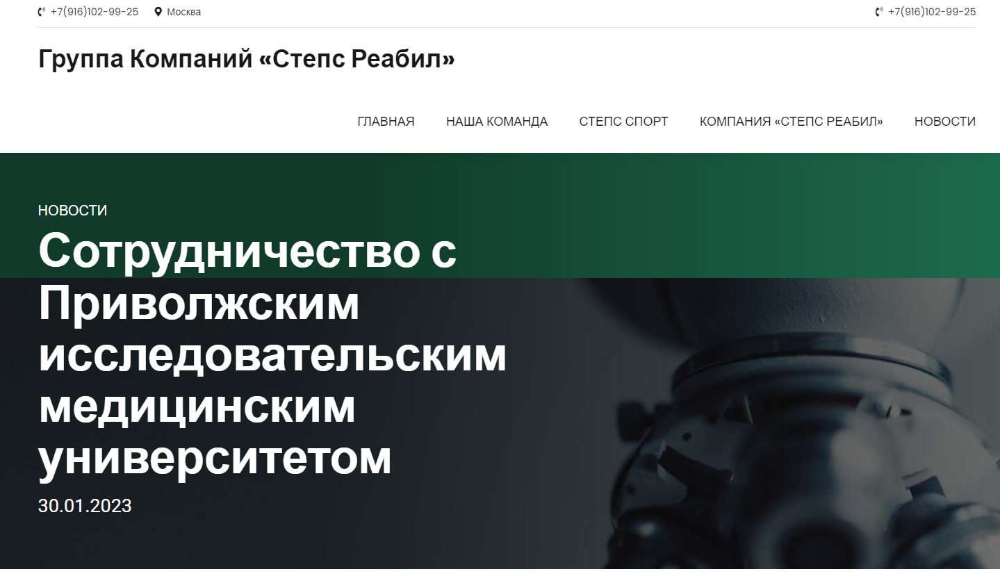 +7(916)102-99-25 Москва +7(916)102-99-25
Группа Компаний «Степс Реабил»
ГЛАВНАЯ НАША КОМАНДА СТЕПС СПОРТ КОМПАНИЯ «СТЕПС РЕАБИЛ» НОВОСТИ
НОВОСТИ
Сотрудничество с
Приволжским
исследовательским
медицинским
университетом
30.01.2023